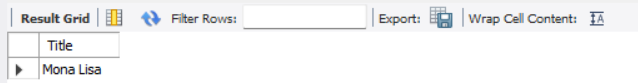 Result Grid Filter Rows: Export: Wrap Cell Content:
Title
Mona Lisa